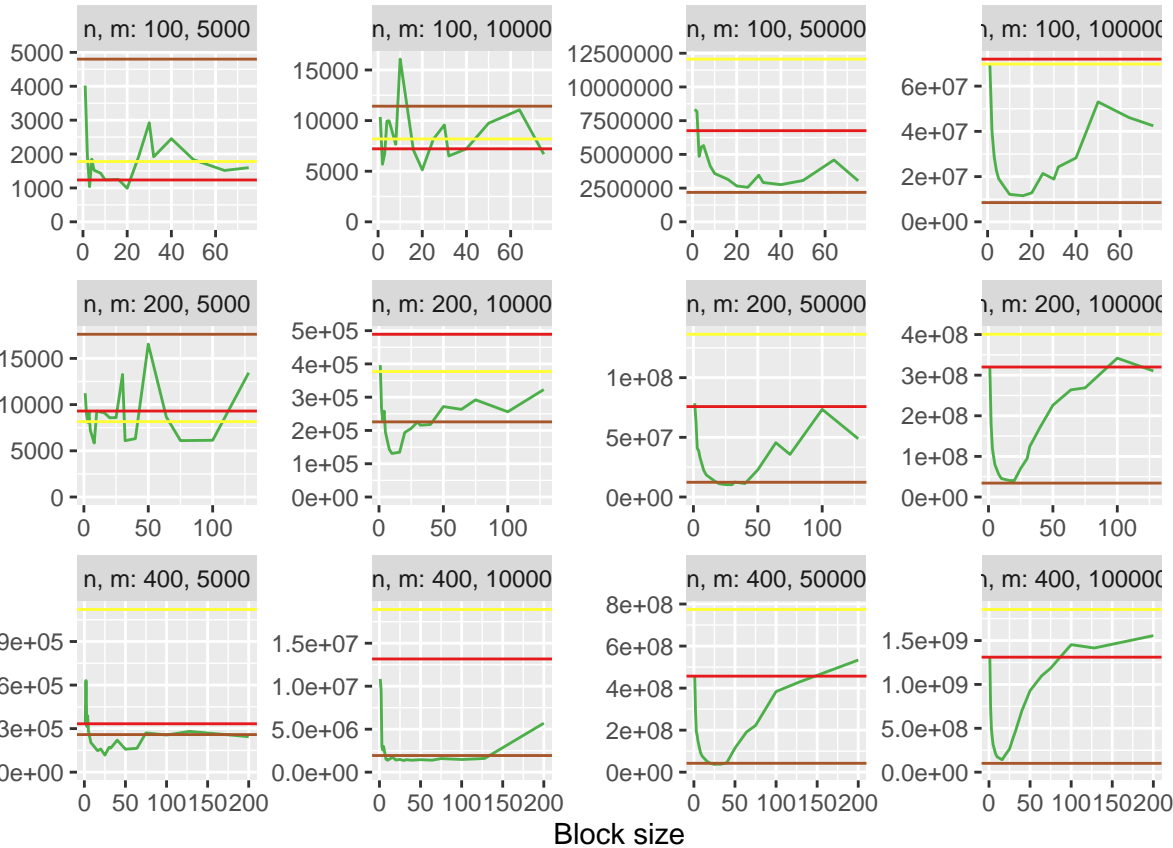 n, m: 100, 5000
n, m: 100, 10000
n, m: 100, 50000
n, m: 100, 100000
5000
4000
3000
2000
1000
0
0 20 40 60
15000
10000
5000
0
0 20 40 60
12500000
10000000
7500000
5000000
2500000
0
0 20 40 60
6e+07
4e+07
2e+07
0e+00
0 20 40 60
n, m: 200, 5000
n, m: 200, 10000
n, m: 200, 50000
n, m: 200, 100000
15000
10000
5000
0
0 50 100
5e+05
4e+05
3e+05
2e+05
1e+05
0e+00
0 50 100
1e+08
5e+07
0e+00
0 50 100
4e+08
3e+08
2e+08
1e+08
0e+00
0 50 100
n, m: 400, 5000
n, m: 400, 10000
n, m: 400, 50000
n, m: 400, 100000
9e+05
6e+05
3e+05
0e+00
0 50 100 150 200
1.5e+07
1.0e+07
5.0e+06
0.0e+00
0 50 100 150 200
8e+08
6e+08
4e+08
2e+08
0e+00
0 50 100 150 200
1.5e+09
1.0e+09
5.0e+08
0.0e+00
0 50 100 150 200
Block size